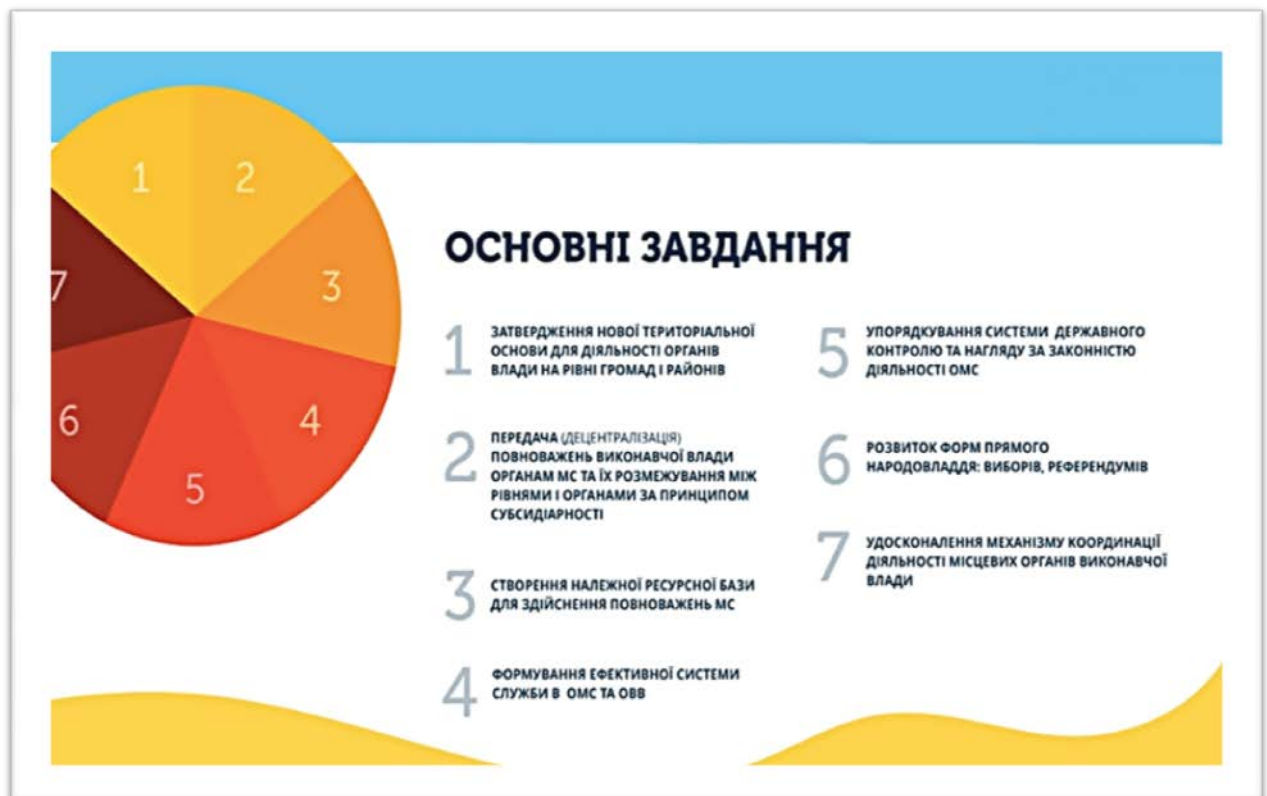 1
2
3
4
5
6
7
ОСНОВНІ ЗАВДАННЯ
1
ЗАТВЕРДЖЕННЯ НОВОЇ ТЕРИТОРІАЛЬНОЇ
ОСНОВИ ДЛЯ ДІЯЛЬНОСТІ ОРГАНІВ
ВЛАДИ НА РІВНІ ГРОМАД І РАЙОНІВ
2
ПЕРЕДАЧА (ДЕЦЕНТРАЛІЗАЦІЯ)
ПОВНОВАЖЕНЬ ВИКОНАВЧОЇ ВЛАДИ
ОРГАНАМ МС ТА ЇХ РОЗМЕЖУВАННЯ МІЖ
РІВНЯМИ І ОРГАНАМИ ЗА ПРИНЦИПОМ
СУБСИДІАРНОСТІ
3
СТВОРЕННЯ НАЛЕЖНОЇ РЕСУРСНОЇ БАЗИ
ДЛЯ ЗДІЙСНЕННЯ ПОВНОВАЖЕНЬ МС
4
ФОРМУВАННЯ ЕФЕКТИВНОЇ СИСТЕМИ
СЛУЖБИ В ОМС ТА ОВВ
5
УПОРЯДКУВАННЯ СИСТЕМИ ДЕРЖАВНОГО
КОНТРОЛЮ ТА НАГЛЯДУ ЗА ЗАКОННІСТЮ
ДІЯЛЬНОСТІ ОМС
6
РОЗВИТОК ФОРМ ПРЯМОГО
НАРОДОВЛАДДЯ: ВИБОРІВ, РЕФЕРЕНДУМІВ
7
УДОСКОНАЛЕННЯ МЕХАНІЗМУ КООРДИНАЦІЇ
ДІЯЛЬНОСТІ МІСЦЕВИХ ОРГАНІВ ВИКОНАВЧОЇ
ВЛАДИ